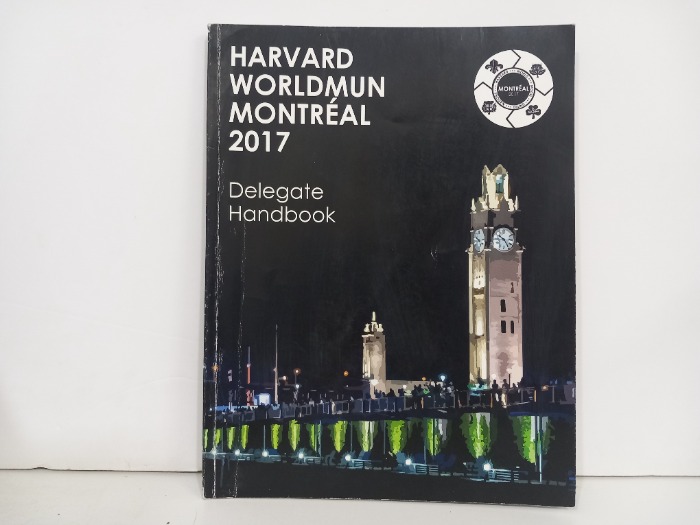 HARVARD
WORLDMUN
MONTRÉAL
2017
MONTRÉAL
2017
Delegate
Handbook